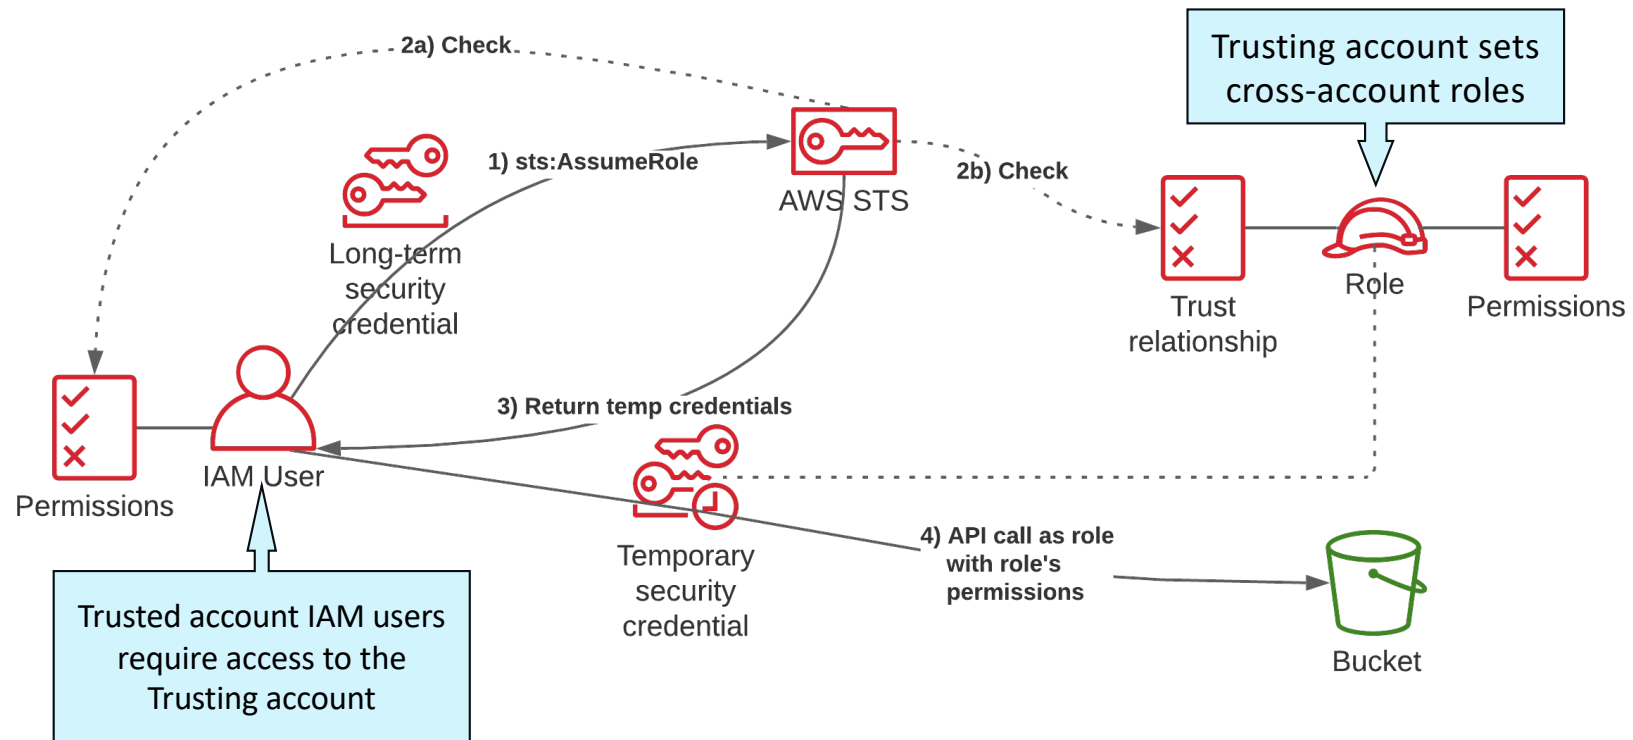 2a) Check
Trusting account sets
cross-account roles
1) sts:AssumeRole
2b) Check
AWS STS
Long-term
security
credential
Role
Trust
relationship
Permissions
3) Return temp credentials
IAM User
Permissions
Temporary
security
credential
4) API call as role
with role's
permissions
Trusted account IAM users
require access to the
Trusting account
Bucket